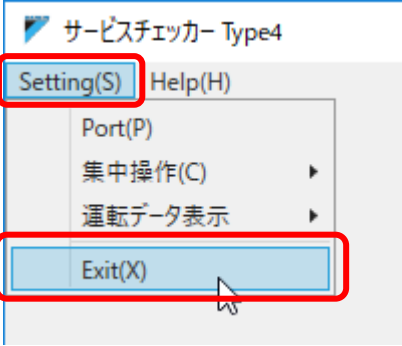 サービスチェッカー Type4
Setting(S) Help(H)
Port(P)
集中操作(C)
運転データ表示
Exit(X)